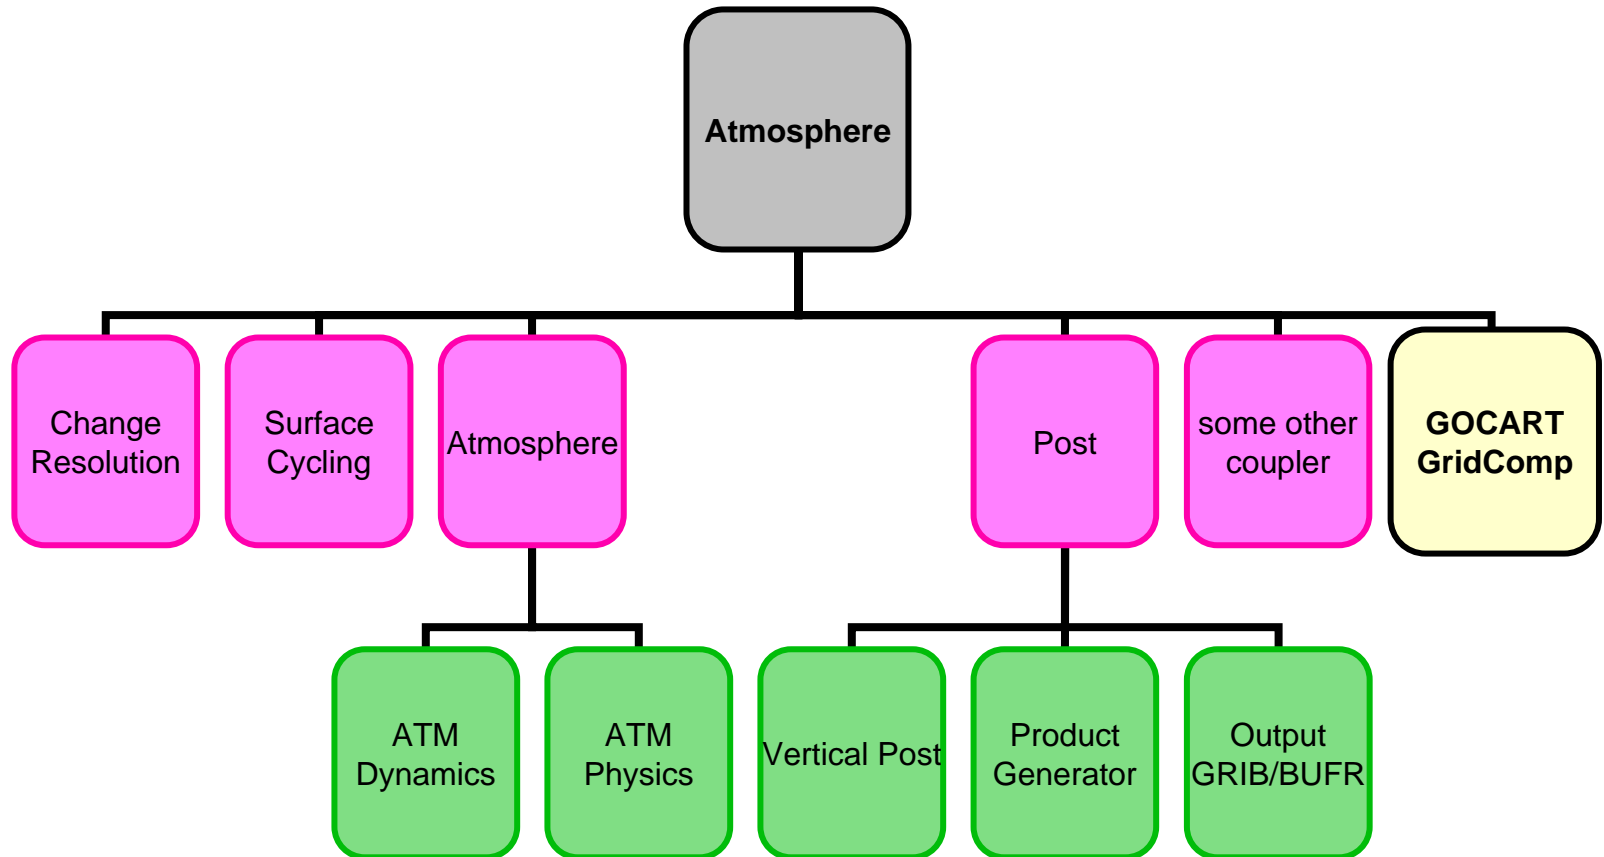 Atmosphere
Change
Resolution
Surface
Cycling
Atmosphere
Post
some other
coupler
GOCART
GridComp
ATM
Dynamics
ATM
Physics
Vertical Post
Product
Generator
Output
GRIB/BUFR